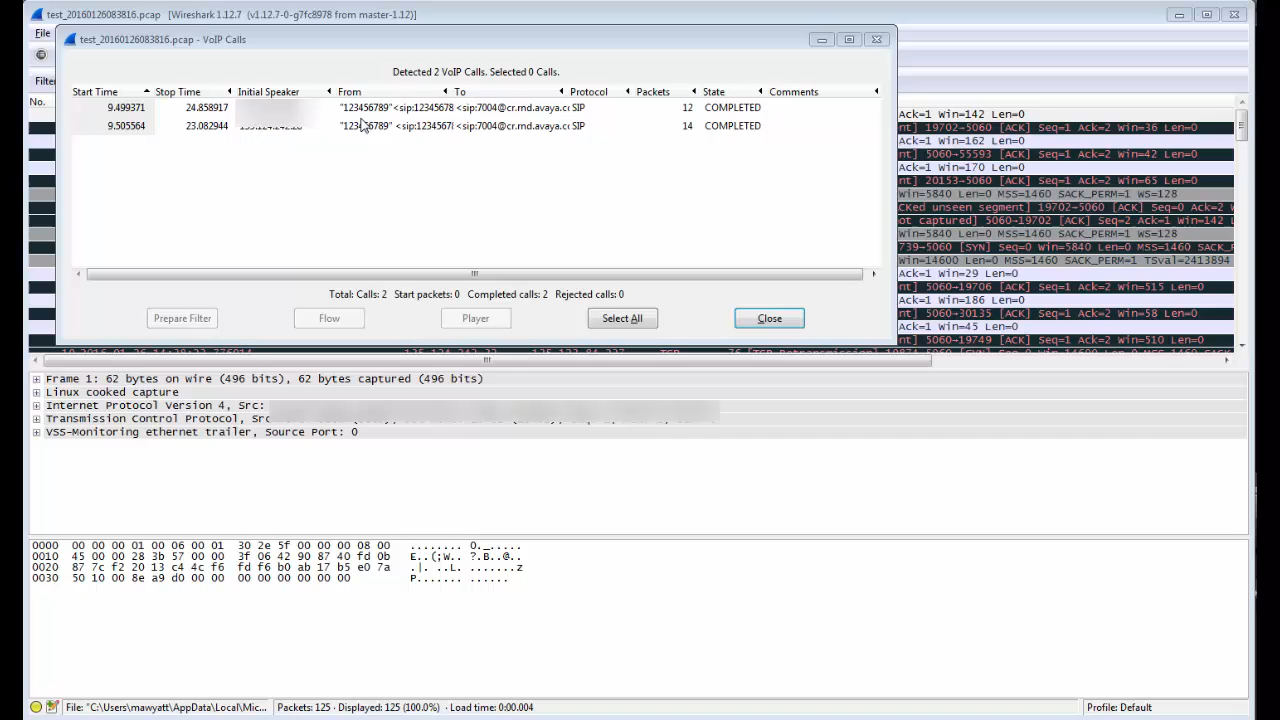 test_20160126083816.pcap [Wireshark 1.12.7 (v1.12.7-0-g7fc8978 from master-1.12)]
File
test_20160126083816.pcap - VoIP Calls
Filter
No.
Detected 2 VoIP Calls. Selected 0 Calls.
Start Time Stop Time Initial Speaker From To Protocol Packets State Comments
9.499371 24.858917 "123456789"<sip:12345678 <sip:7004@cr.rnd.avaya.cc SIP 12 COMPLETED
9.505564 23.082944 "123456789" <sip:1234567 <sip:7004@cr.rnd.avaya.cc SIP 14 COMPLETED
Total: Calls: 2 Start packets: 0 Completed calls: 2 Rejected calls: 0
Prepare Filter Flow Player Select All Close
Ack=1 Win=142 Len=0
nt] 19702→5060 [ACK] Seq=1 Ack=2 Win=36 Len=0
Ack=1 Win=162 Len=0
nt] 5060→55593 [ACK] Seq=1 Ack=2 Win=42 Len=0
Ack=1 Win=170 Len=0
nt] 20153→5060 [ACK] Seq=1 Ack=2 Win=65 Len=0
Win=5840 Len=0 MSS=1460 SACK_PERM=1 WS=128
CKed unseen segment] 19702→5060 [ACK] Seq=0 Ack=2 W
ot captured] 5060→19702 [ACK] Seq=2 Ack=1 Win=142 L
Win=5840 Len=0 MSS=1460 SACK_PERM=1 WS=128
739→5060 [SYN] Seq=0 Win=5840 Len=0 MSS=1460 SACK_P
Win=14600 Len=0 MSS=1460 SACK_PERM=1 TSval=2413894
Ack=1 Win=29 Len=0
nt] 5060→19706 [ACK] Seq=1 Ack=2 Win=515 Len=0
Ack=1 Win=186 Len=0
nt] 5060→30135 [ACK] Seq=1 Ack=2 Win=58 Len=0
Ack=1 Win=45 Len=0
nt] 5060→19749 [ACK] Seq=1 Ack=2 Win=510 Len=0
Frame 1: 62 bytes on wire (496 bits), 62 bytes captured (496 bits)
Linux cooked capture
Internet Protocol Version 4, Src:
Transmission Control Protocol, Src
VSS-Monitoring ethernet trailer, Source Port: 0
0000 00 00 00 01 00 06 00 01 30 2e 5f 00 00 00 08 00 ........ 0._.....
0010 45 00 00 28 3b 57 00 00 3f 06 42 90 87 40 fd 0b E..(;W.. ?.B..@..
0020 87 7c f2 20 13 c4 4c f6 fd f6 b0 ab 17 b5 e0 7a .|. ..L. .......z
0030 50 10 00 8e a9 d0 00 00 00 00 00 00 00 00 P....... ......
File: "C:\Users\mawyatt\AppData\Local\Mic... Packets: 125 · Displayed: 125 (100.0%) · Load time: 0:00.004 Profile: Default